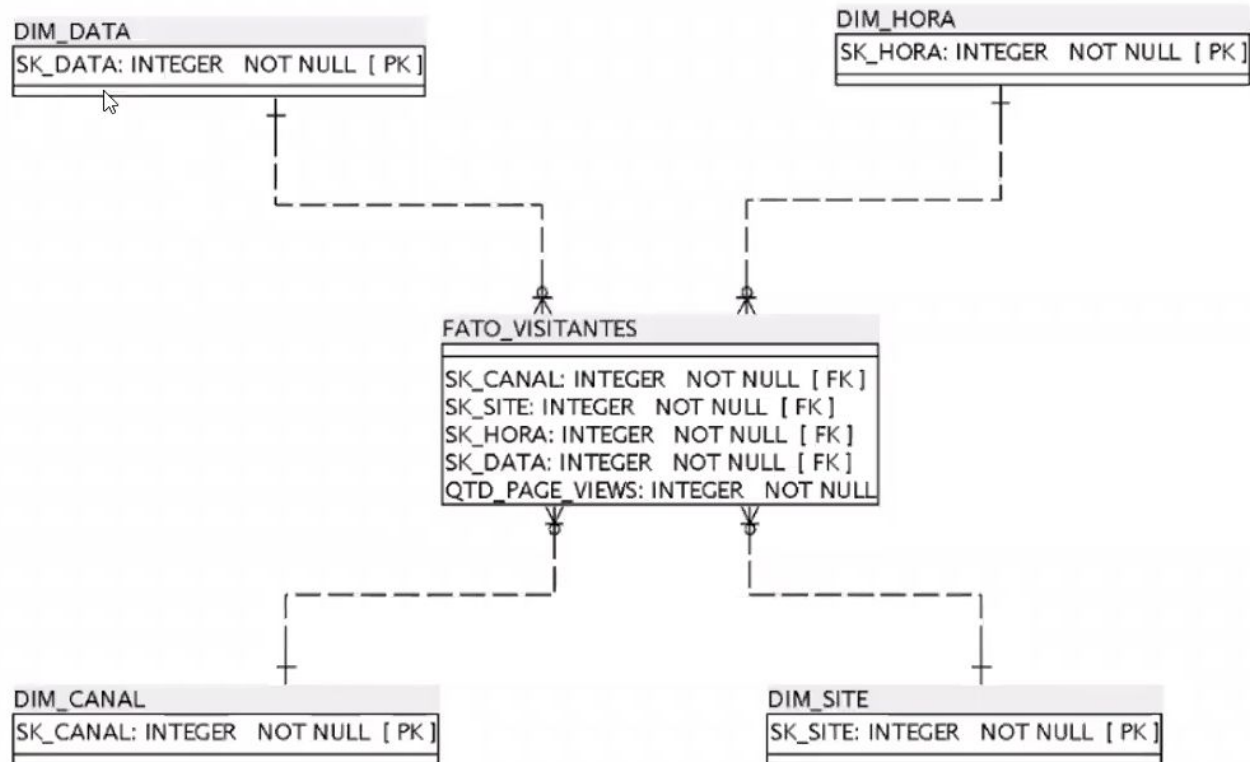 DIM_DATA
SK_DATA: INTEGER NOT NULL [ PK ]
DIM_HORA
SK_HORA: INTEGER NOT NULL [ PK ]
FATO_VISITANTES
SK_CANAL: INTEGER NOT NULL [ FK ]
SK_SITE: INTEGER NOT NULL [ FK ]
SK_HORA: INTEGER NOT NULL [ FK ]
SK_DATA: INTEGER NOT NULL [ FK ]
QTD_PAGE_VIEWS: INTEGER NOT NULL
DIM_CANAL
SK_CANAL: INTEGER NOT NULL [ PK ]
DIM_SITE
SK_SITE: INTEGER NOT NULL [ PK ]